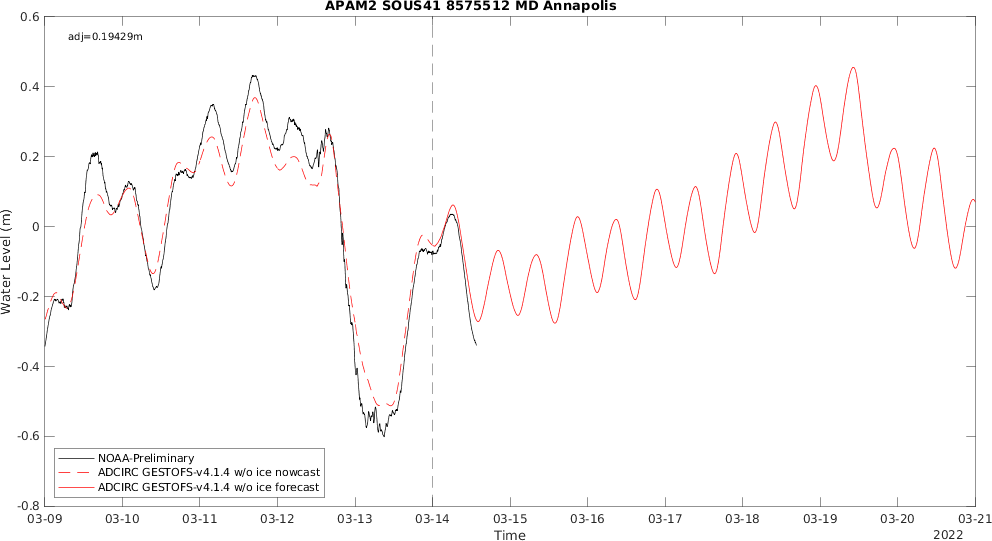 APAM2 SOUS41 8575512 MD Annapolis
adj=0.19429m
0.6
0.4
0.2
0
-0.2
-0.4
-0.6
-0.8
Water Level (m)
NOAA-Preliminary
ADCIRC GESTOFS-v4.1.4 w/o ice nowcast
ADCIRC GESTOFS-v4.1.4 w/o ice forecast
03-09 03-10 03-11 03-12 03-13 03-14 03-15 03-16 03-17 03-18 03-19 03-20 03-21
Time
2022